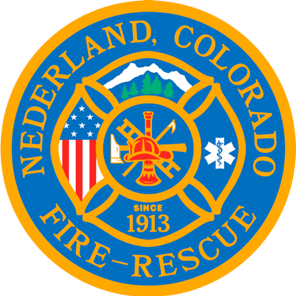 NEDERLAND, COLORADO
SINCE
1913
FIRE-RESCUE